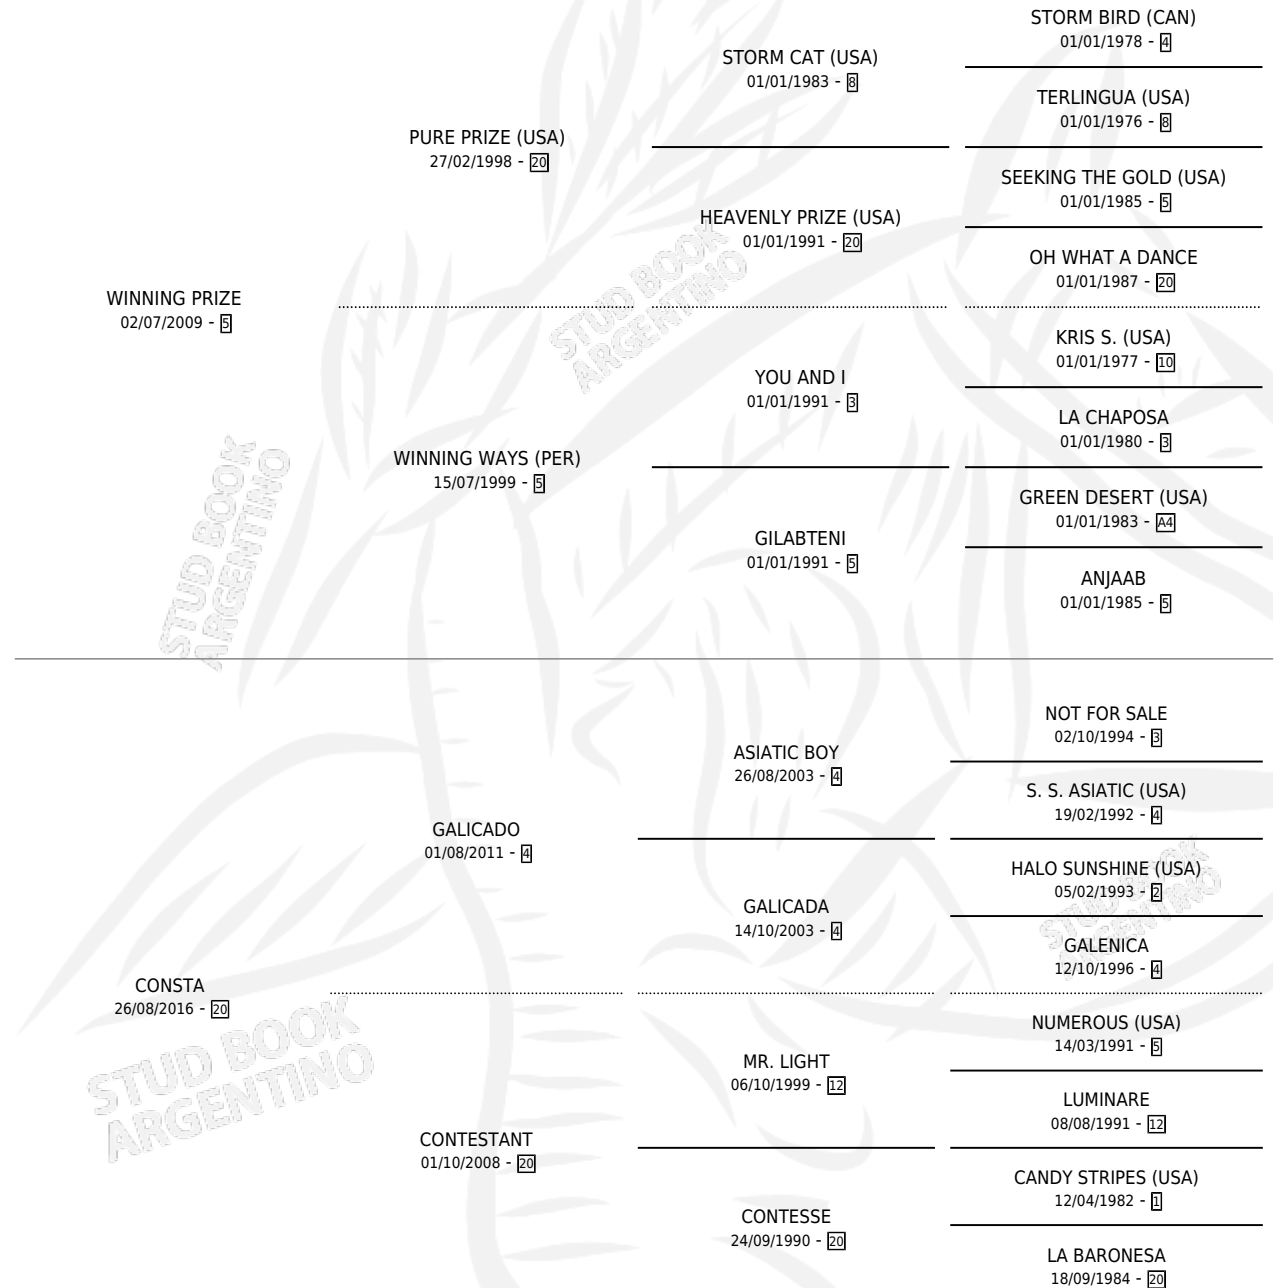 STORM BIRD (CAN)
01/01/1978 - 4
STORM CAT (USA)
01/01/1983 - 8
TERLINGUA (USA)
01/01/1976 - 8
PURE PRIZE (USA)
27/02/1998 - 20
SEEKING THE GOLD (USA)
01/01/1985 - 5
HEAVENLY PRIZE (USA)
01/01/1991 - 20
OH WHAT A DANCE
01/01/1987 - 20
WINNING PRIZE
02/07/2009 - 5
KRIS S. (USA)
01/01/1977 - 10
YOU AND I
01/01/1991 - 3
LA CHAPOSA
01/01/1980 - 3
WINNING WAYS (PER)
15/07/1999 - 5
GREEN DESERT (USA)
01/01/1983 - A4
GILABTENI
01/01/1991 - 5
ANJAAB
01/01/1985 - 5
STUD BOOK
ARGENTINO
STUD BOOK
ARGENTINO
NOT FOR SALE
02/10/1994 - 3
ASIATIC BOY
26/08/2003 - 4
S. S. ASIATIC (USA)
19/02/1992 - 4
GALICADO
01/08/2011 - 4
HALO SUNSHINE (USA)
05/02/1993 - 2
GALICADA
14/10/2003 - 4
GALENICA
12/10/1996 - 4
CONSTA
26/08/2016 - 20
NUMEROUS (USA)
14/03/1991 - 5
MR. LIGHT
06/10/1999 - 12
LUMINARE
08/08/1991 - 12
CONTESTANT
01/10/2008 - 20
CANDY STRIPES (USA)
12/04/1982 - 1
CONTESSE
24/09/1990 - 20
LA BARONESA
18/09/1984 - 20
STUD BOOK
ARGENTINO
STUD BOOK
ARGENTINO